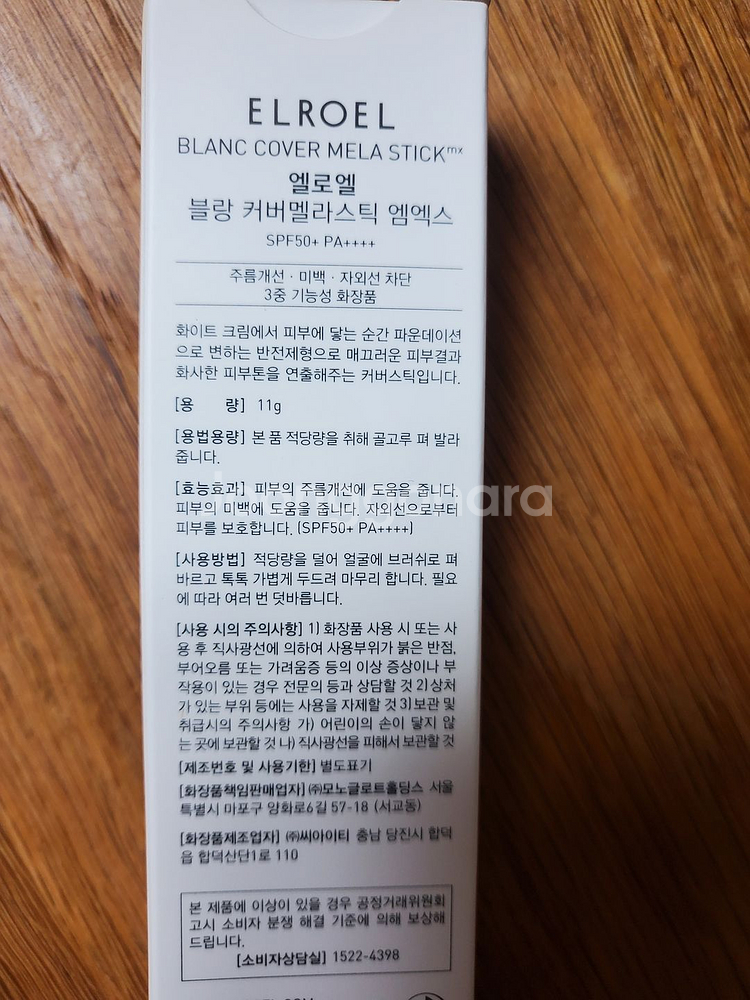 ELROEL
BLANC COVER MELA STICK mx
엘로엘
블랑 커버멜라스틱 엠엑스
SPF50+ PA++++
주름개선 · 미백 · 자외선 차단
3중 기능성 화장품
화이트 크림에서 피부에 닿는 순간 파운데이션
으로 변하는 반전제형으로 매끄러운 피부결과
화사한 피부톤을 연출해주는 커버스틱입니다.
[용 량] 11g
[용법용량] 본 품 적당량을 취해 골고루 펴 발라
줍니다.
[효능효과] 피부의 주름개선에 도움을 줍니다.
피부의 미백에 도움을 줍니다. 자외선으로부터
피부를 보호합니다. (SPF50+ PA++++)
[사용방법] 적당량을 덜어 얼굴에 브러쉬로 펴
바르고 톡톡 가볍게 두드려 마무리 합니다. 필요
에 따라 여러 번 덧바릅니다.
[사용 시의 주의사항] 1) 화장품 사용 시 또는 사
용 후 직사광선에 의하여 사용부위가 붉은 반점,
부어오름 또는 가려움증 등의 이상 증상이나 부
작용이 있는 경우 전문의 등과 상담할 것 2) 상처
가 있는 부위 등에는 사용을 자제할 것 3) 보관 및
취급시의 주의사항 가) 어린이의 손이 닿지 않
는 곳에 보관할 것 나) 직사광선을 피해서 보관할 것
[제조번호 및 사용기한] 별도표기
[화장품책임판매업자] ㈜모노글로트홀딩스 서울
특별시 마포구 양화로6길 57-18 (서교동)
[화장품제조업자] ㈜씨아이티 충남 당진시 합덕
읍 합덕산단1로 110
본 제품에 이상이 있을 경우 공정거래위원회
고시 소비자 분쟁 해결 기준에 의해 보상해
드립니다.
[소비자상담실] 1522-4398